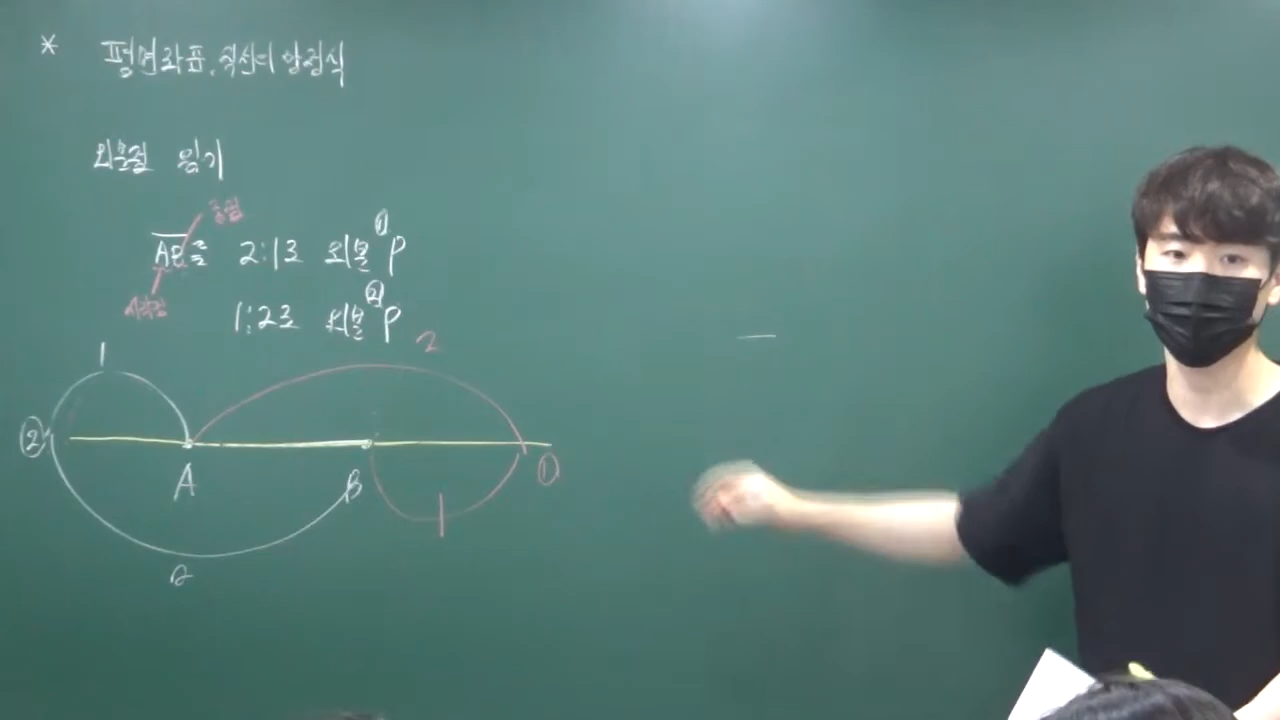 * 평면좌표, 직선의 방정식
외분점 잡기
종점
AB를 2:1로 외분 ① P
시작점
1:2로 외분 ② P
1 2
② ①
A B
1
2